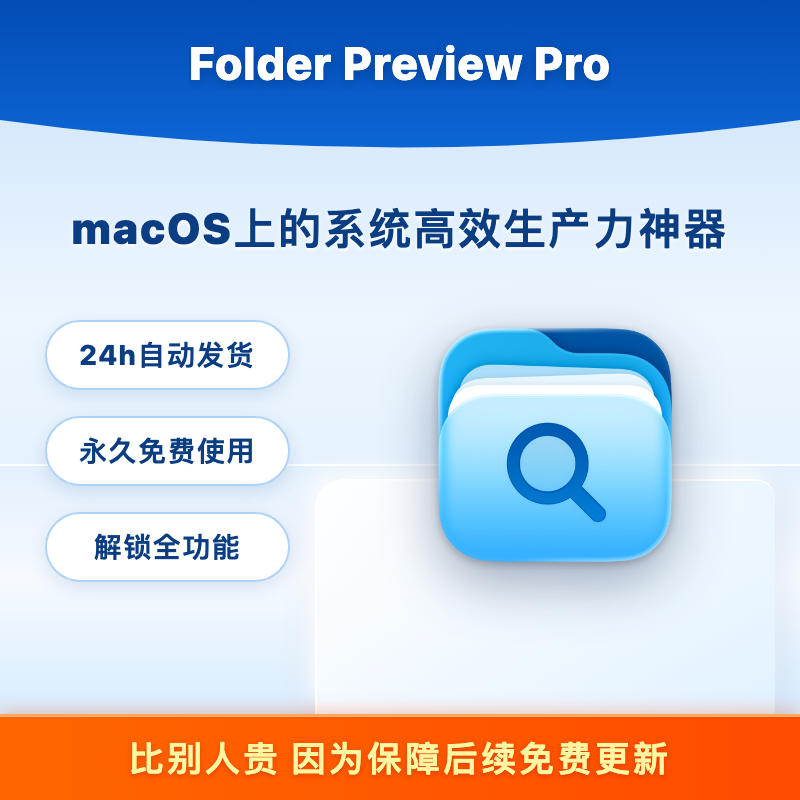 Folder Preview Pro
macOS上的系统高效生产力神器
24h自动发货
永久免费使用
解锁全功能
比别人贵 因为保障后续免费更新